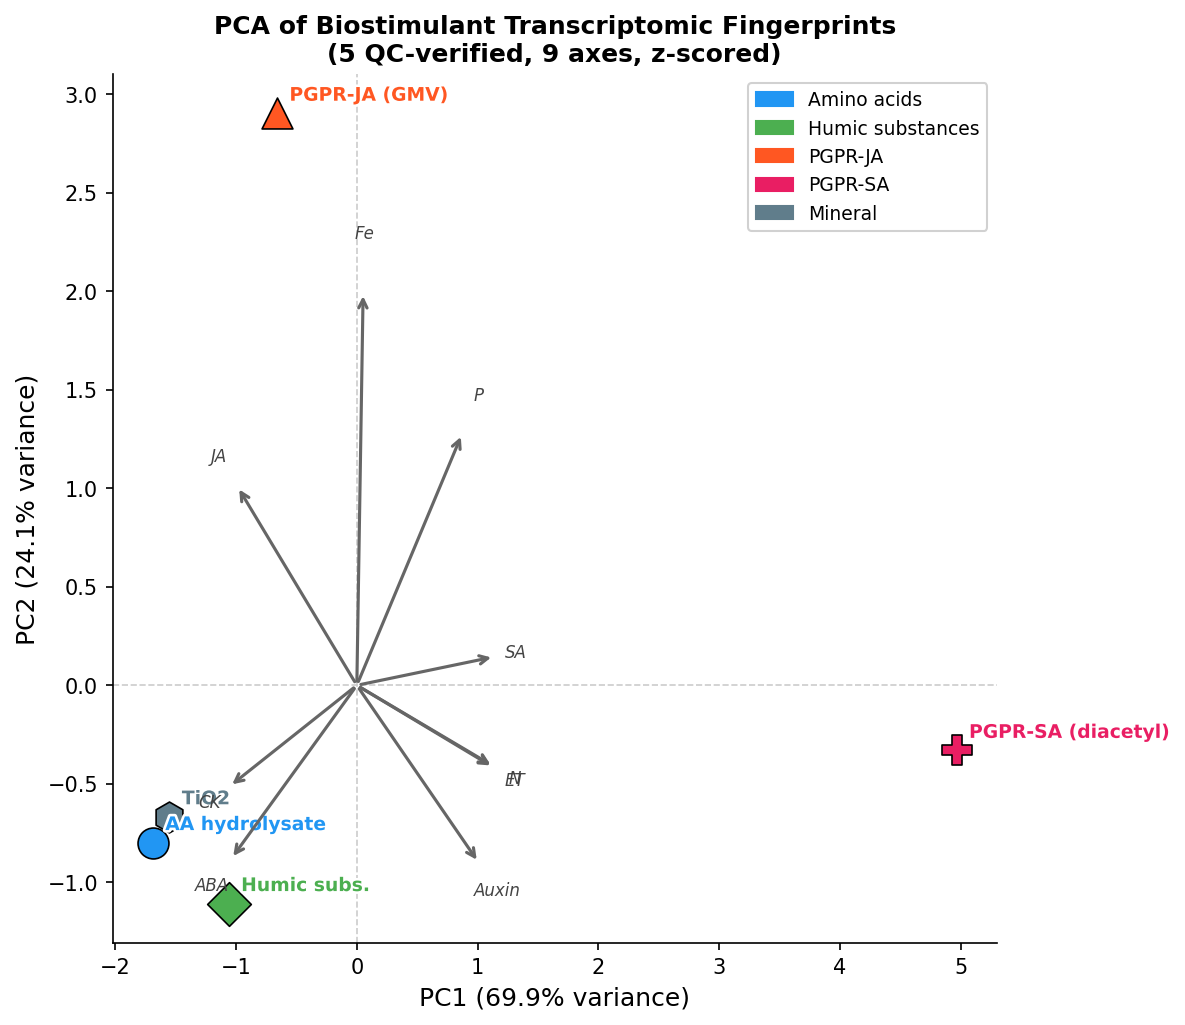 PCA of Biostimulant Transcriptomic Fingerprints
(5 QC-verified, 9 axes, z-scored)
PGPR-JA (GMV)
Amino acids
Humic substances
PGPR-JA
PGPR-SA
Mineral
Fe
P
JA
SA
PGPR-SA (diacetyl)
ET
N
TiO2
CK
AA hydrolysate
ABA
Humic subs.
Auxin
3.0
2.5
2.0
1.5
1.0
0.5
0.0
−0.5
−1.0
PC2 (24.1% variance)
−2 −1 0 1 2 3 4 5
PC1 (69.9% variance)